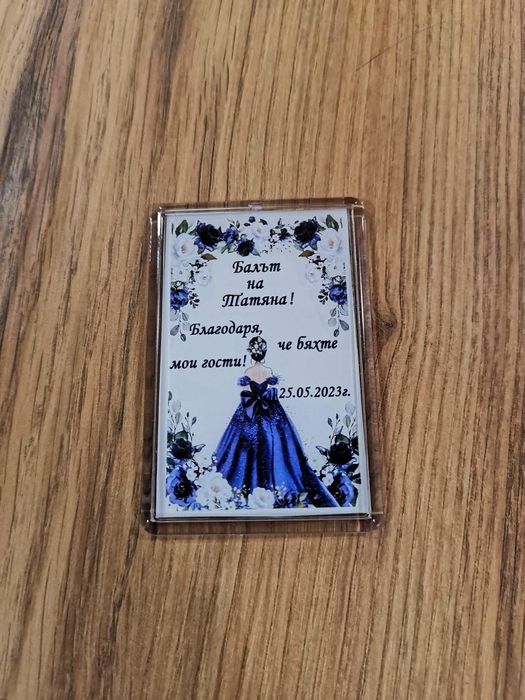 Балът
на
Татяна!
Благодаря,
че бяхте
мои гости!
25.05.2023г.